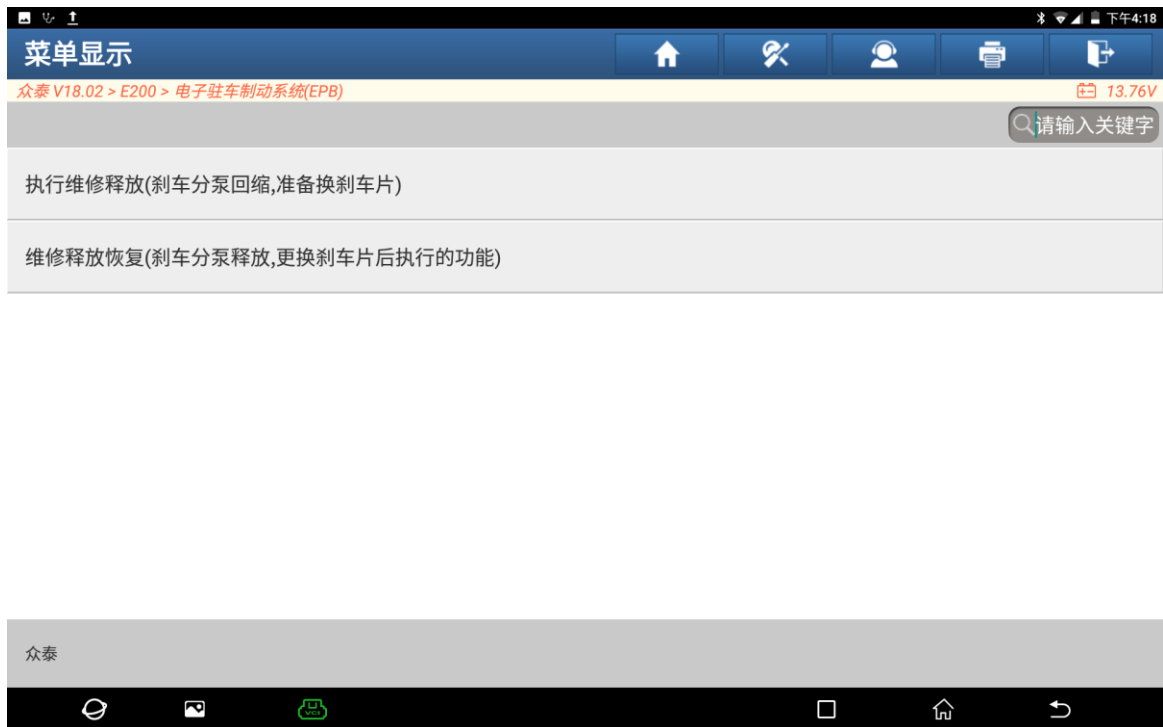 下午4:18
菜单显示
众泰 V18.02 > E200 > 电子驻车制动系统(EPB)
13.76V
请输入关键字
执行维修释放(刹车分泵回缩,准备换刹车片)
维修释放恢复(刹车分泵释放,更换刹车片后执行的功能)
众泰
VCI